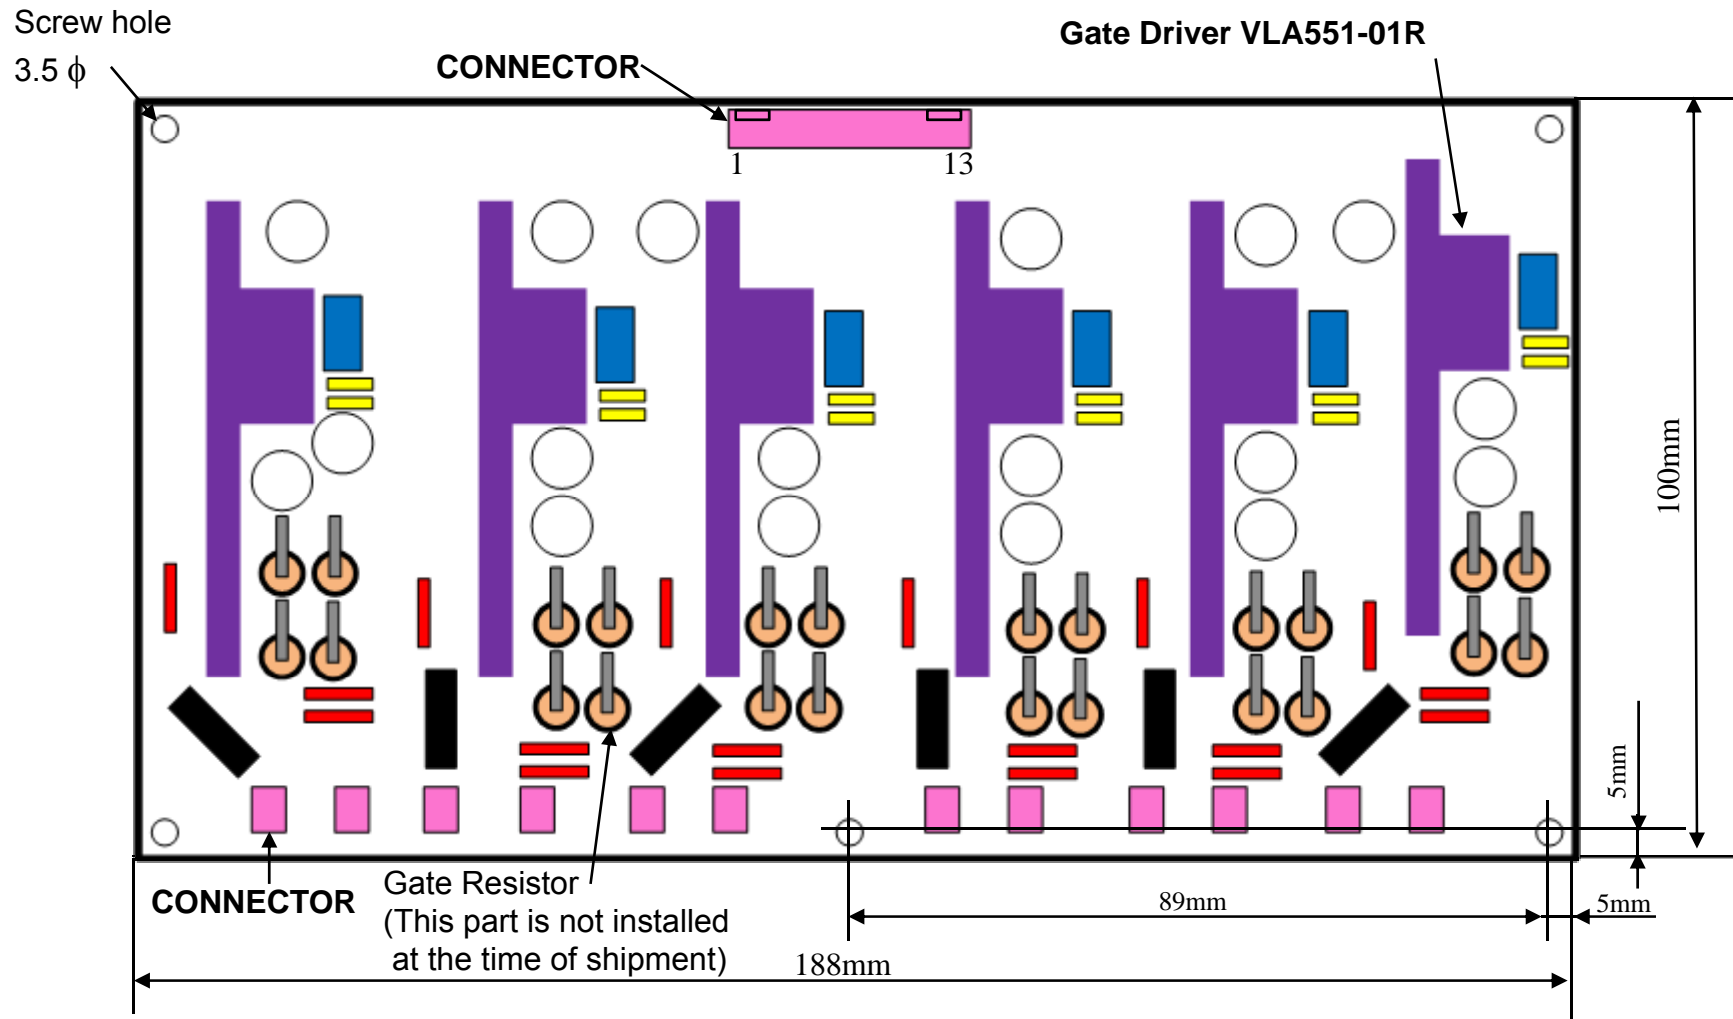 Screw hole
3.5 ϕ
CONNECTOR
Gate Driver VLA551-01R
1
13
100mm
5mm
CONNECTOR
Gate Resistor
(This part is not installed
at the time of shipment)
89mm
5mm
188mm